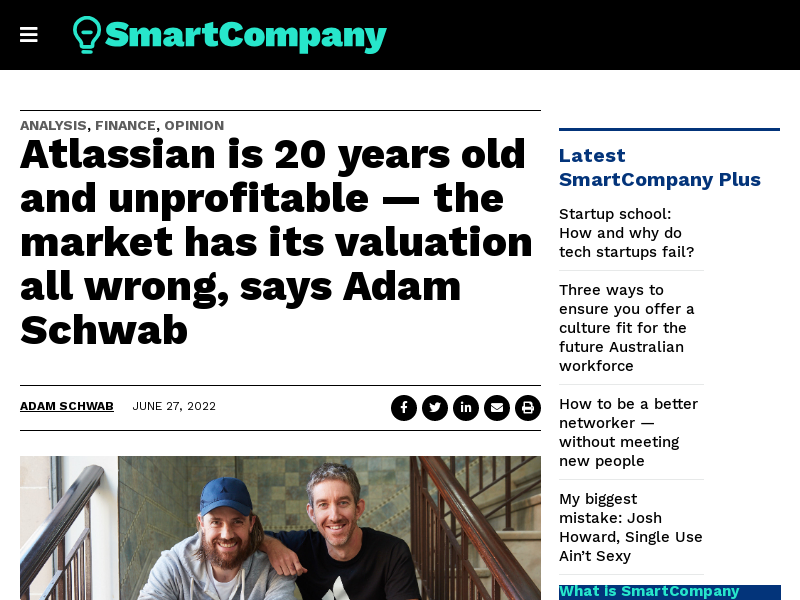 SmartCompany
ANALYSIS, FINANCE, OPINION
Atlassian is 20 years old
and unprofitable — the
market has its valuation
all wrong, says Adam
Schwab
ADAM SCHWAB JUNE 27, 2022
Latest
SmartCompany Plus
Startup school:
How and why do
tech startups fail?
Three ways to
ensure you offer a
culture fit for the
future Australian
workforce
How to be a better
networker —
without meeting
new people
My biggest
mistake: Josh
Howard, Single Use
Ain’t Sexy
What is SmartCompany